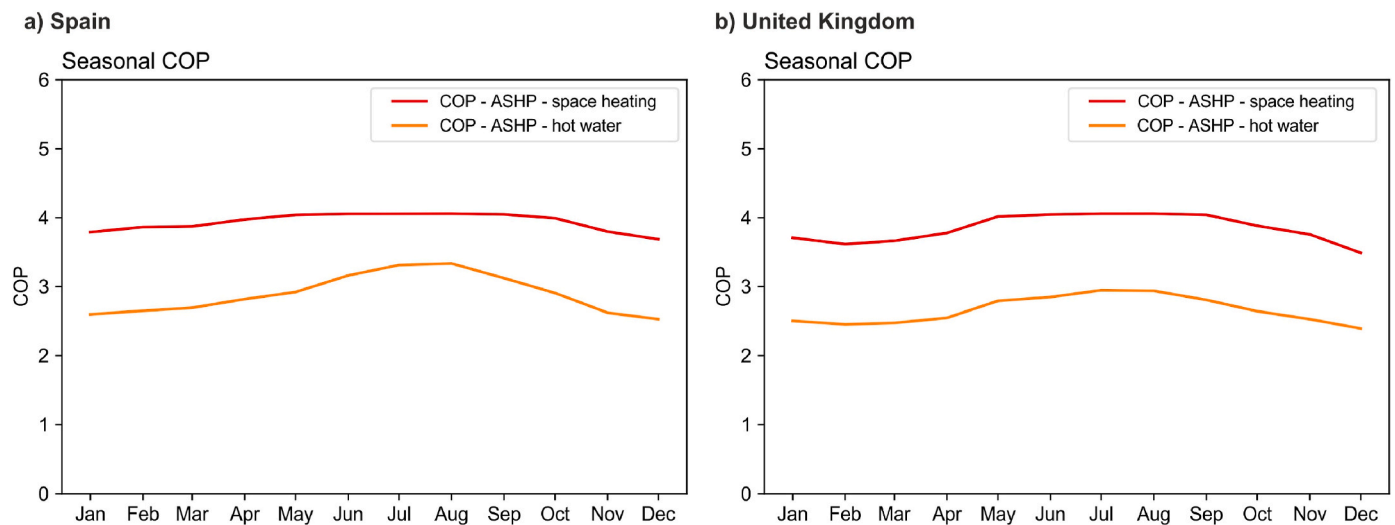 a) Spain
Seasonal COP
COP - ASHP - space heating
COP - ASHP - hot water
COP
6
5
4
3
2
1
0
Jan Feb Mar Apr May Jun Jul Aug Sep Oct Nov Dec
b) United Kingdom
Seasonal COP
COP - ASHP - space heating
COP - ASHP - hot water
COP
6
5
4
3
2
1
0
Jan Feb Mar Apr May Jun Jul Aug Sep Oct Nov Dec